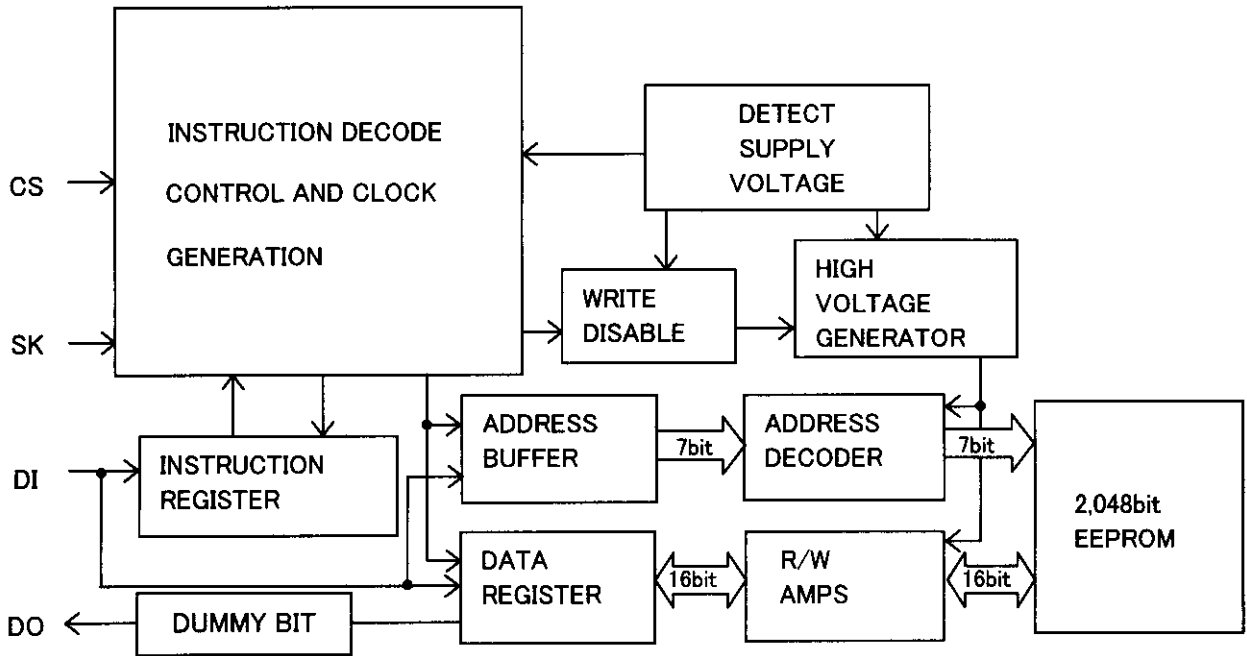 INSTRUCTION DECODE
CONTROL AND CLOCK
GENERATION
DETECT
SUPPLY
VOLTAGE
CS
SK
WRITE
DISABLE
HIGH
VOLTAGE
GENERATOR
DI
INSTRUCTION
REGISTER
ADDRESS
BUFFER
7bit
ADDRESS
DECODER
7bit
2,048bit
EEPROM
DATA
REGISTER
16bit
R/W
AMPS
16bit
DO
DUMMY BIT